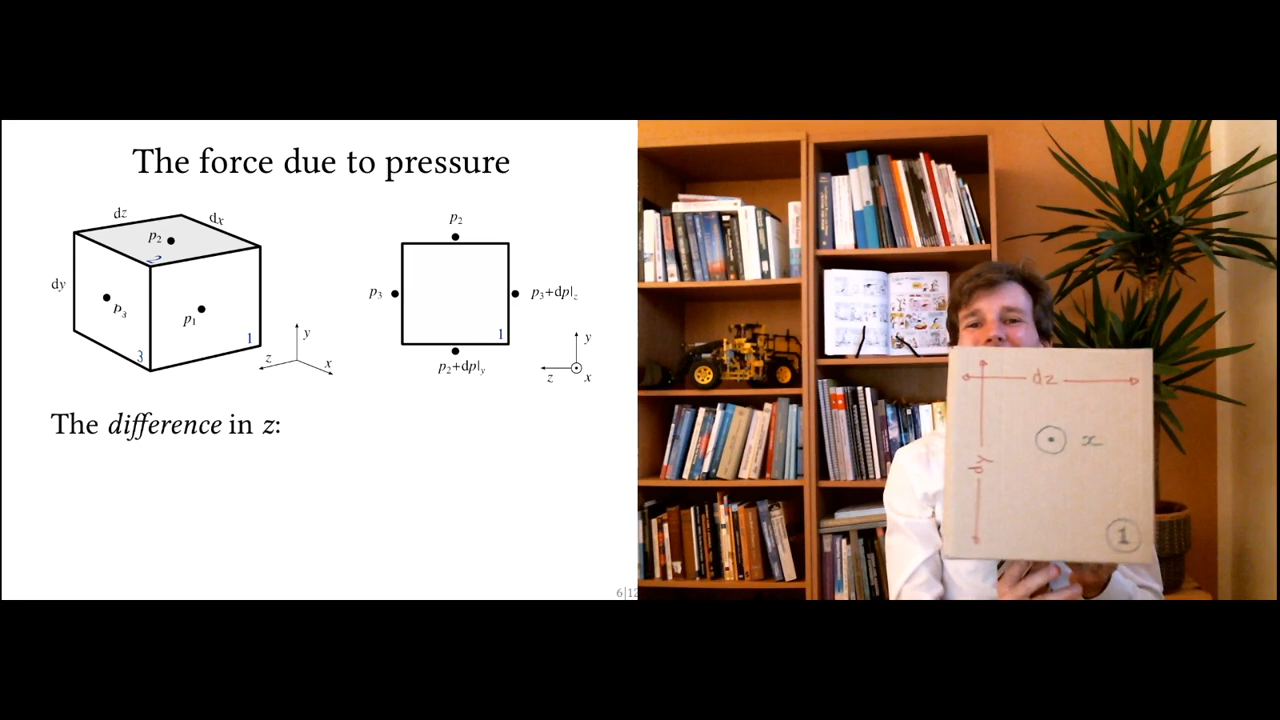 The force due to pressure
dz
dx
p₂
2
dy
p₃
p₁
1
3
y
z
x
p₂
p₃
p₃+dp|z
1
p₂+dp|y
y
z
x
The difference in z:
6|12
dz
dy
x
1